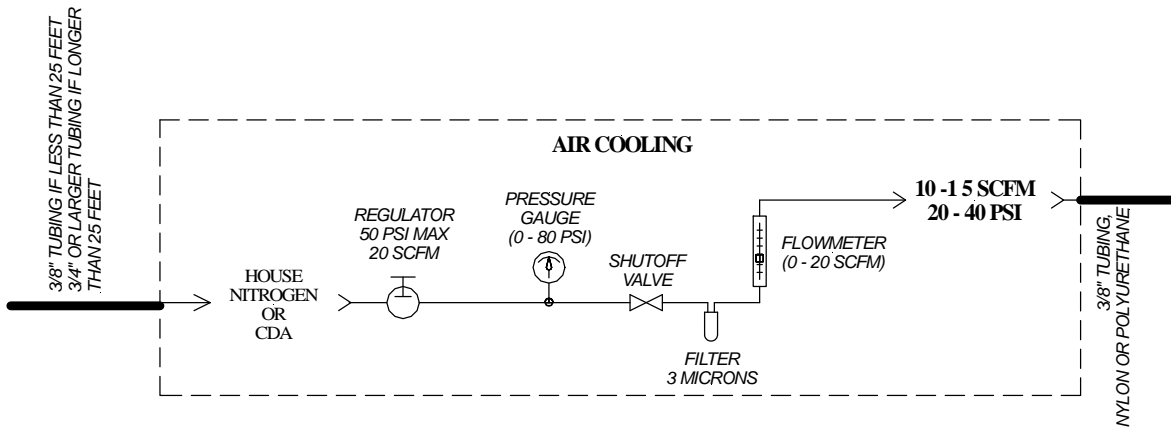 3/8" TUBING IF LESS THAN 25 FEET
3/4" OR LARGER TUBING IF LONGER
THAN 25 FEET
AIR COOLING
HOUSE
NITROGEN
OR
CDA
REGULATOR
50 PSI MAX
20 SCFM
PRESSURE
GAUGE
(0 - 80 PSI)
SHUTOFF
VALVE
FILTER
3 MICRONS
FLOWMETER
(0 - 20 SCFM)
10 -1 5 SCFM
20 - 40 PSI
3/8" TUBING,
NYLON OR POLYURETHANE